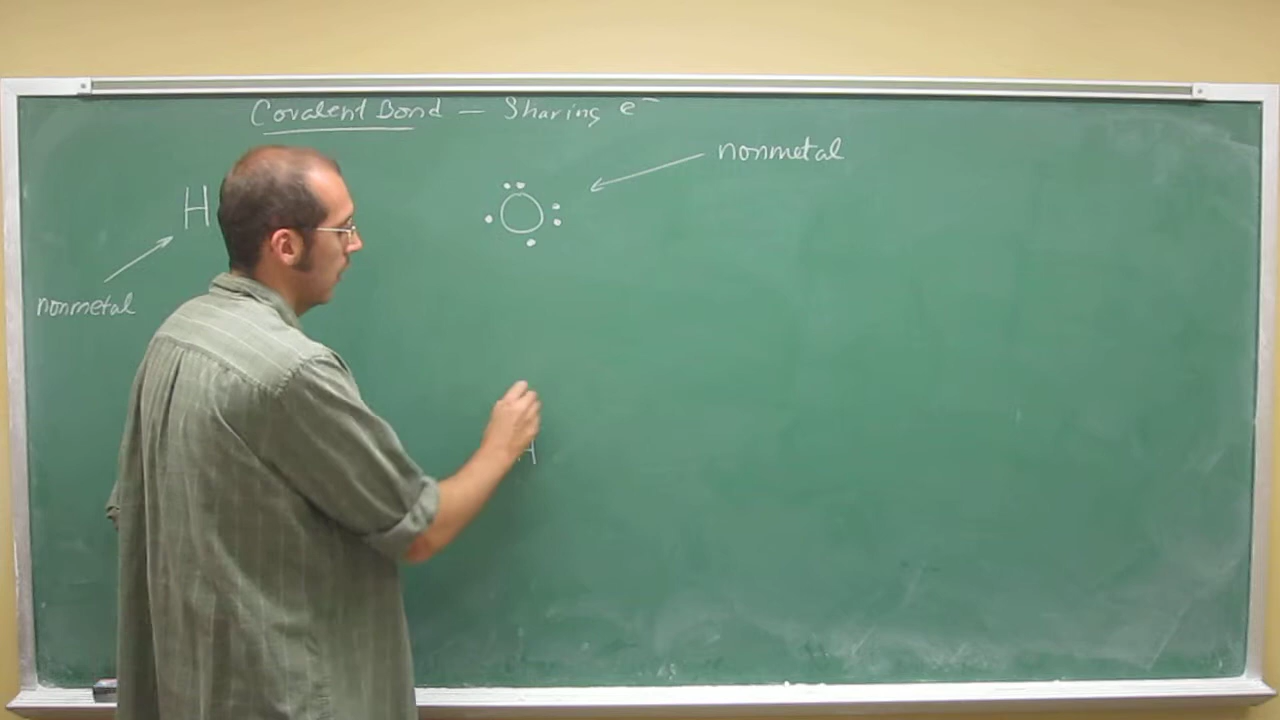 Covalent Bond — Sharing e⁻
nonmetal
H
O
nonmetal
H